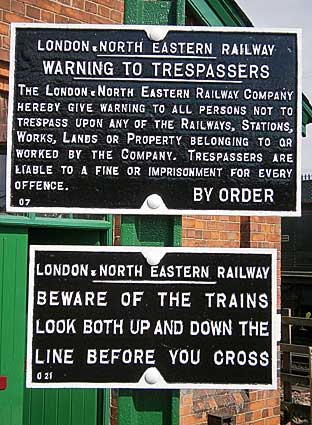 LONDON & NORTH EASTERN RAILWAY
WARNING TO TRESPASSERS
THE LONDON & NORTH EASTERN RAILWAY COMPANY
HEREBY GIVE WARNING TO ALL PERSONS NOT TO
TRESPASS UPON ANY OF THE RAILWAYS, STATIONS,
WORKS, LANDS OR PROPERTY BELONGING TO OR
WORKED BY THE COMPANY. TRESPASSERS ARE
LIABLE TO A FINE OR IMPRISONMENT FOR EVERY
OFFENCE.
BY ORDER
07
LONDON & NORTH EASTERN RAILWAY
BEWARE OF THE TRAINS
LOOK BOTH UP AND DOWN THE
LINE BEFORE YOU CROSS
021